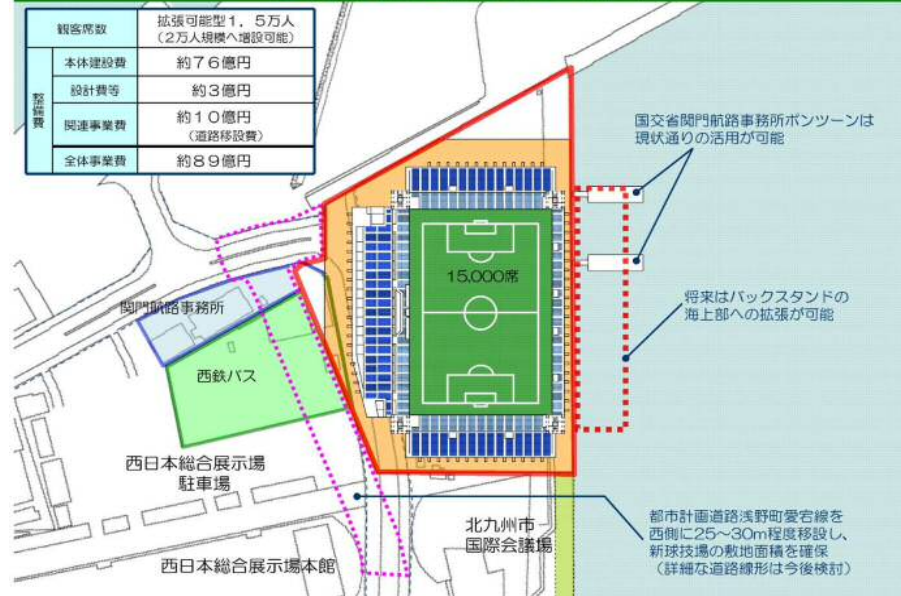 観客席数
拡張可能型1,5万人
(2万人規模へ増設可能)
整備費
本体建設費
約76億円
設計費等
約3億円
関連事業費
約10億円
(道路移設費)
全体事業費
約89億円
国交省関門航路事務所ポンツーンは
現状通りの活用が可能
15,000席
将来はバックスタンドの
海上部への拡張が可能
関門航路事務所
西鉄バス
西日本総合展示場
駐車場
北九州市
国際会議場
西日本総合展示場本館
都市計画道路浅野町愛宕線を
西側に25~30m程度移設し、
新球技場の敷地面積を確保
(詳細な道路線形は今後検討)